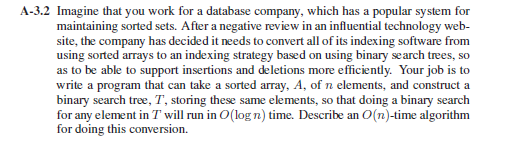 A-3.2 Imagine that you work for a database company, which has a popular system for
maintaining sorted sets. After a negative review in an influential technology web-
site, the company has decided it needs to convert all of its indexing software from
using sorted arrays to an indexing strategy based on using binary search trees, so
as to be able to support insertions and deletions more efficiently. Your job is to
write a program that can take a sorted array, A, of n elements, and construct a
binary search tree, T, storing these same elements, so that doing a binary search
for any element in T will run in O(log n) time. Describe an O(n)-time algorithm
for doing this conversion.